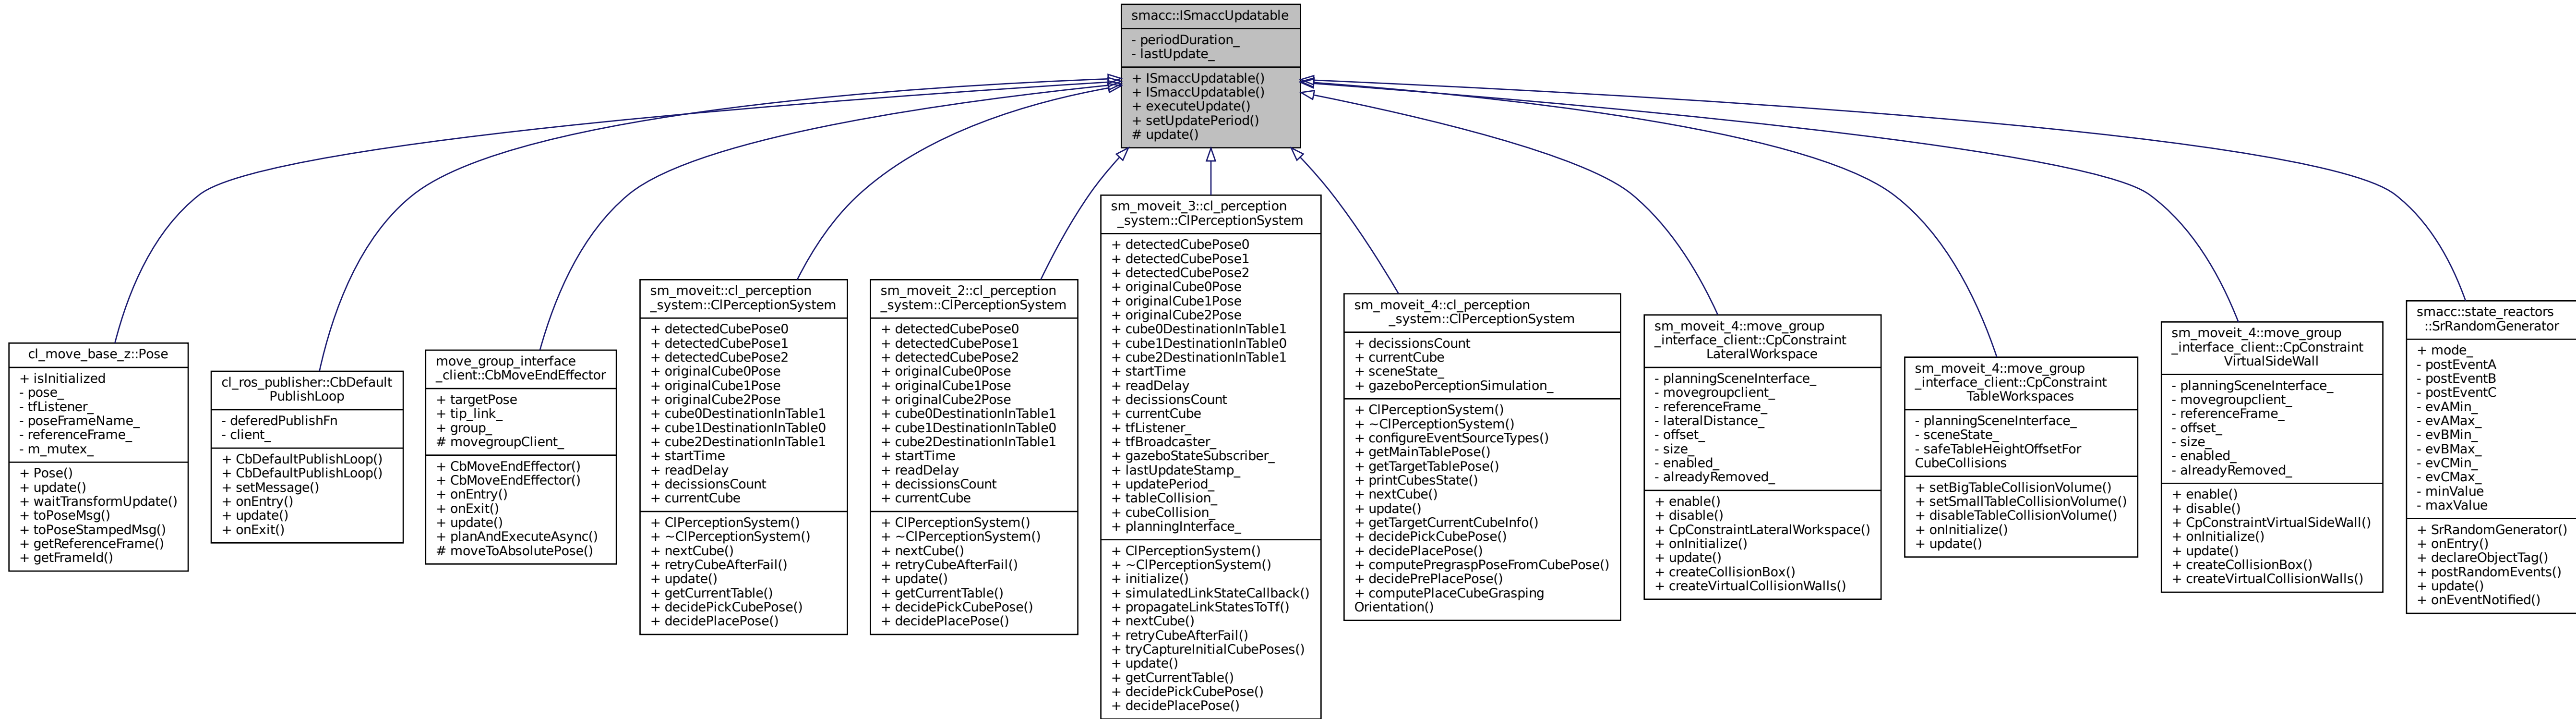 smacc::ISmaccUpdatable
- periodDuration_
- lastUpdate_
+ ISmaccUpdatable()
+ ISmaccUpdatable()
+ executeUpdate()
+ setUpdatePeriod()
# update()
cl_move_base_z::Pose
+ isInitialized
- pose_
- tfListener_
- poseFrameName_
- referenceFrame_
- m_mutex_
+ Pose()
+ update()
+ waitTransformUpdate()
+ toPoseMsg()
+ toPoseStampedMsg()
+ getReferenceFrame()
+ getFrameId()
cl_ros_publisher::CbDefault
PublishLoop
- deferedPublishFn
- client_
+ CbDefaultPublishLoop()
+ CbDefaultPublishLoop()
+ setMessage()
+ onEntry()
+ update()
+ onExit()
move_group_interface
_client::CbMoveEndEffector
+ targetPose
+ tip_link_
+ group_
# movegroupClient_
+ CbMoveEndEffector()
+ CbMoveEndEffector()
+ onEntry()
+ onExit()
+ update()
+ planAndExecuteAsync()
# moveToAbsolutePose()
sm_moveit::cl_perception
_system::ClPerceptionSystem
+ detectedCubePose0
+ detectedCubePose1
+ detectedCubePose2
+ originalCube0Pose
+ originalCube1Pose
+ originalCube2Pose
+ cube0DestinationInTable1
+ cube1DestinationInTable0
+ cube2DestinationInTable1
+ startTime
+ readDelay
+ decissionsCount
+ currentCube
+ ClPerceptionSystem()
+ ~ClPerceptionSystem()
+ nextCube()
+ retryCubeAfterFail()
+ update()
+ getCurrentTable()
+ decidePickCubePose()
+ decidePlacePose()
sm_moveit_2::cl_perception
_system::ClPerceptionSystem
+ detectedCubePose0
+ detectedCubePose1
+ detectedCubePose2
+ originalCube0Pose
+ originalCube1Pose
+ originalCube2Pose
+ cube0DestinationInTable1
+ cube1DestinationInTable0
+ cube2DestinationInTable1
+ startTime
+ readDelay
+ decissionsCount
+ currentCube
+ ClPerceptionSystem()
+ ~ClPerceptionSystem()
+ nextCube()
+ retryCubeAfterFail()
+ update()
+ getCurrentTable()
+ decidePickCubePose()
+ decidePlacePose()
sm_moveit_3::cl_perception
_system::ClPerceptionSystem
+ detectedCubePose0
+ detectedCubePose1
+ detectedCubePose2
+ originalCube0Pose
+ originalCube1Pose
+ originalCube2Pose
+ cube0DestinationInTable1
+ cube1DestinationInTable0
+ cube2DestinationInTable1
+ startTime
+ readDelay
+ decissionsCount
+ currentCube
+ tfListener_
+ tfBroadcaster_
+ gazeboStateSubscriber_
+ lastUpdateStamp_
+ updatePeriod_
+ tableCollision_
+ cubeCollision_
+ planningInterface_
+ ClPerceptionSystem()
+ ~ClPerceptionSystem()
+ initialize()
+ simulatedLinkStateCallback()
+ propagateLinkStatesToTf()
+ nextCube()
+ retryCubeAfterFail()
+ tryCaptureInitialCubePoses()
+ update()
+ getCurrentTable()
+ decidePickCubePose()
+ decidePlacePose()
sm_moveit_4::cl_perception
_system::ClPerceptionSystem
+ decissionsCount
+ currentCube
+ sceneState_
+ gazeboPerceptionSimulation_
+ ClPerceptionSystem()
+ ~ClPerceptionSystem()
+ configureEventSourceTypes()
+ getMainTablePose()
+ getTargetTablePose()
+ printCubesState()
+ nextCube()
+ update()
+ getTargetCurrentCubeInfo()
+ decidePickCubePose()
+ decidePlacePose()
+ computePregraspPoseFromCubePose()
+ decidePrePlacePose()
+ computePlaceCubeGrasping
Orientation()
sm_moveit_4::move_group
_interface_client::CpConstraint
LateralWorkspace
- planningSceneInterface_
- movegroupclient_
- referenceFrame_
- lateralDistance_
- offset_
- size_
- enabled_
- alreadyRemoved_
+ enable()
+ disable()
+ CpConstraintLateralWorkspace()
+ onInitialize()
+ update()
+ createCollisionBox()
+ createVirtualCollisionWalls()
sm_moveit_4::move_group
_interface_client::CpConstraint
TableWorkspaces
- planningSceneInterface_
- sceneState_
- safeTableHeightOffsetFor
CubeCollisions
+ setBigTableCollisionVolume()
+ setSmallTableCollisionVolume()
+ disableTableCollisionVolume()
+ onInitialize()
+ update()
sm_moveit_4::move_group
_interface_client::CpConstraint
VirtualSideWall
- planningSceneInterface_
- movegroupclient_
- referenceFrame_
- offset_
- size_
- enabled_
- alreadyRemoved_
+ enable()
+ disable()
+ CpConstraintVirtualSideWall()
+ onInitialize()
+ update()
+ createCollisionBox()
+ createVirtualCollisionWalls()
smacc::state_reactors
::SrRandomGenerator
+ mode_
- postEventA
- postEventB
- postEventC
- evAMin_
- evAMax_
- evBMin_
- evBMax_
- evCMin_
- evCMax_
- minValue
- maxValue
+ SrRandomGenerator()
+ onEntry()
+ declareObjectTag()
+ postRandomEvents()
+ update()
+ onEventNotified()